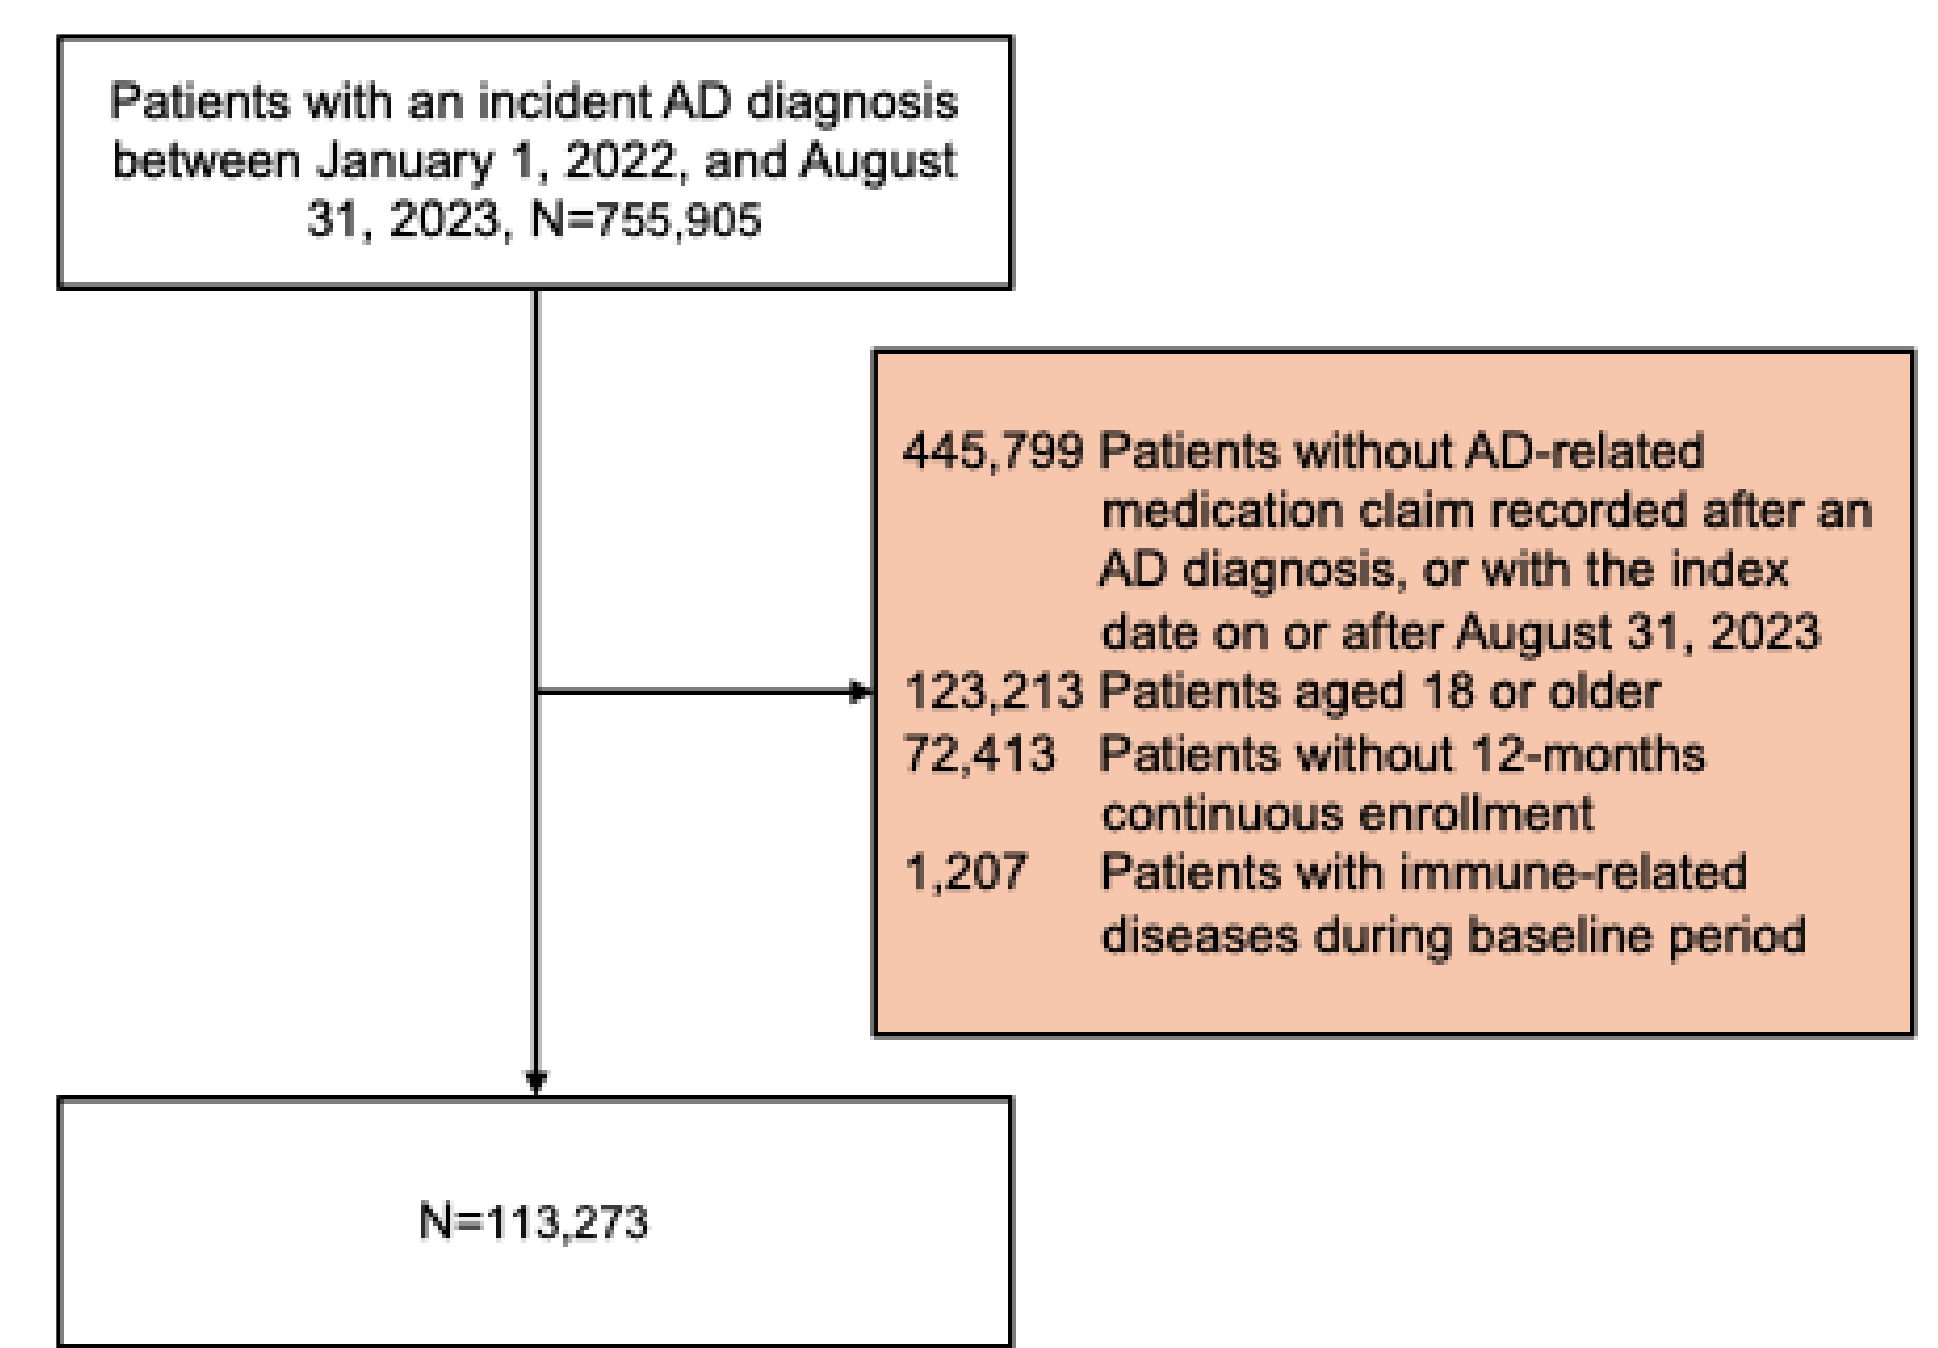 Patients with an incident AD diagnosis
between January 1, 2022, and August
31, 2023, N=755,905
445,799 Patients without AD-related
medication claim recorded after an
AD diagnosis, or with the index
date on or after August 31, 2023
123,213 Patients aged 18 or older
72,413 Patients without 12-months
continuous enrollment
1,207 Patients with immune-related
diseases during baseline period
N=113,273